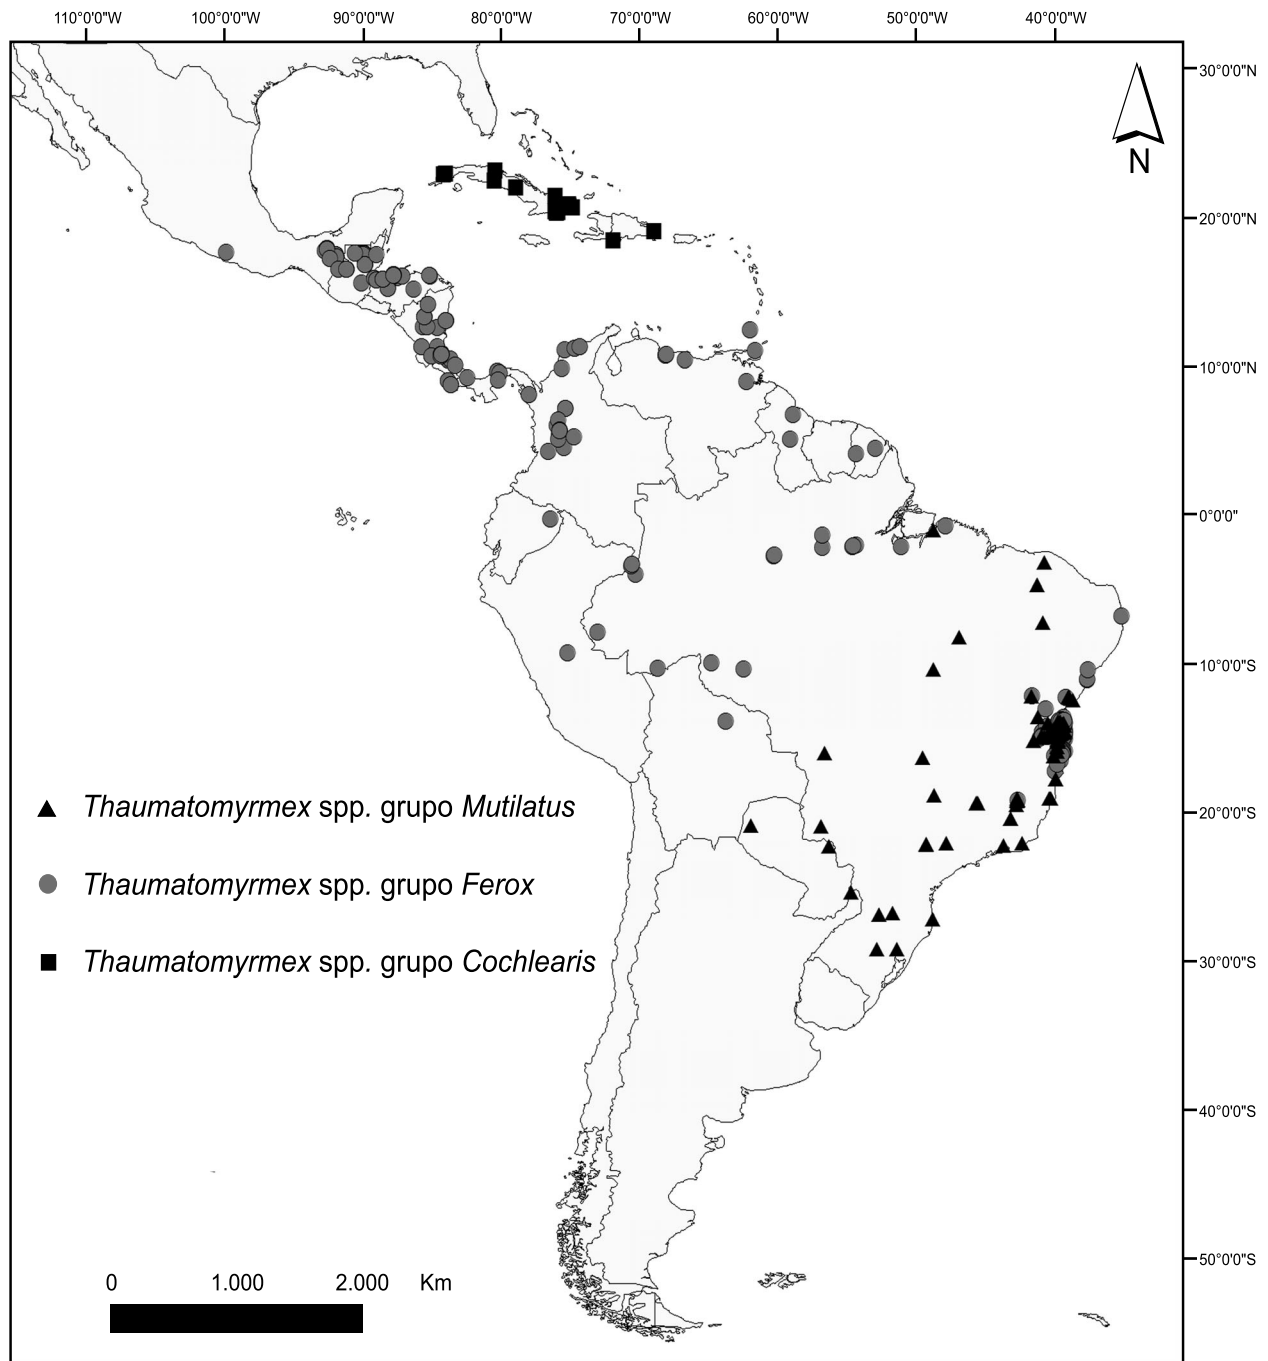 110°0'0"W 100°0'0"W 90°0'0"W 80°0'0"W 70°0'0"W 60°0'0"W 50°0'0"W 40°0'0"W
30°0'0"N
N
20°0'0"N
10°0'0"N
0°0'0"
10°0'0"S
Thaumatomyrmex spp. grupo Mutilatus
20°0'0"S
Thaumatomyrmex spp. grupo Ferox
Thaumatomyrmex spp. grupo Cochlearis
30°0'0"S
40°0'0"S
50°0'0"S
0 1.000 2.000 Km